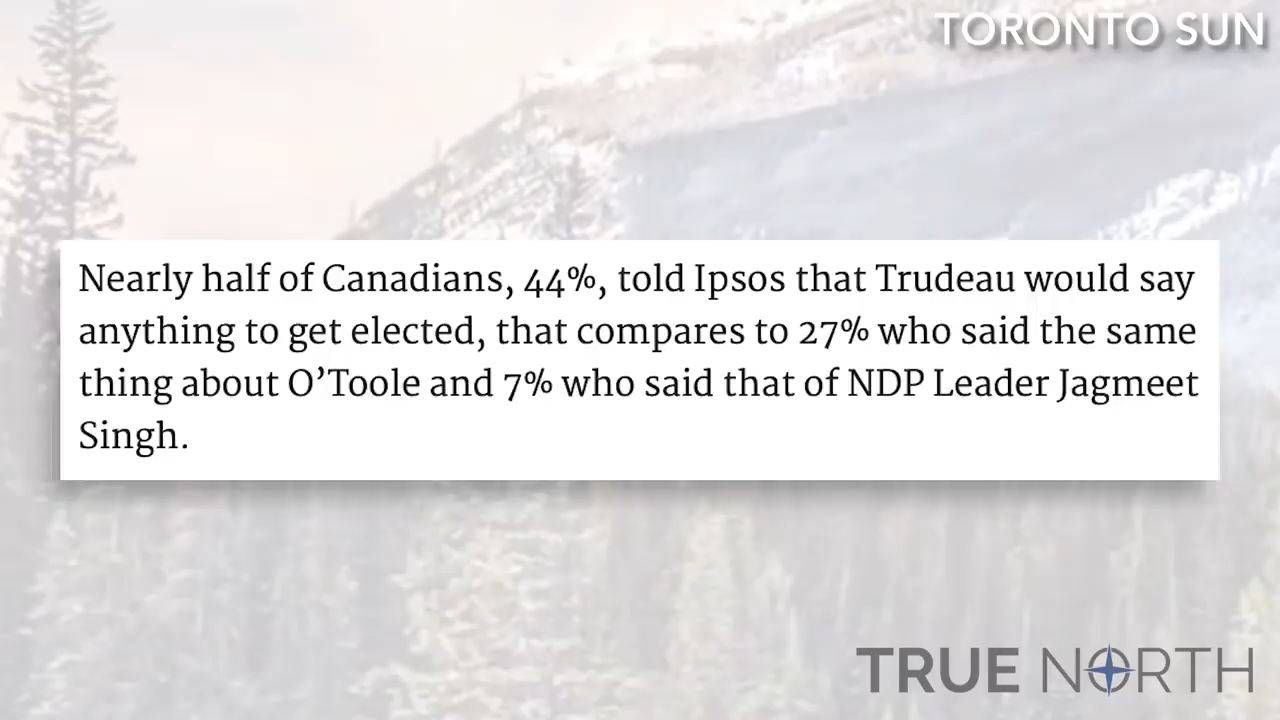 TORONTO SUN
Nearly half of Canadians, 44%, told Ipsos that Trudeau would say
anything to get elected, that compares to 27% who said the same
thing about O’Toole and 7% who said that of NDP Leader Jagmeet
Singh.
TRUE NORTH